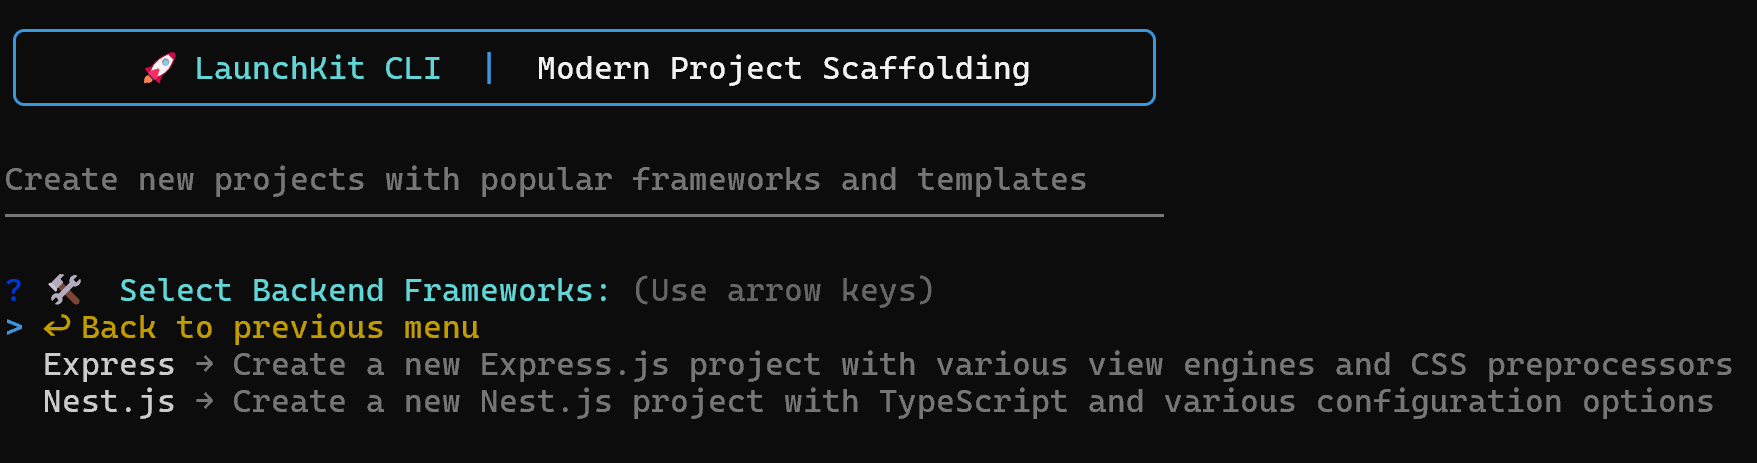 🚀 LaunchKit CLI | Modern Project Scaffolding
Create new projects with popular frameworks and templates
? 🛠 Select Backend Frameworks: (Use arrow keys)
> ↩ Back to previous menu
Express → Create a new Express.js project with various view engines and CSS preprocessors
Nest.js → Create a new Nest.js project with TypeScript and various configuration options